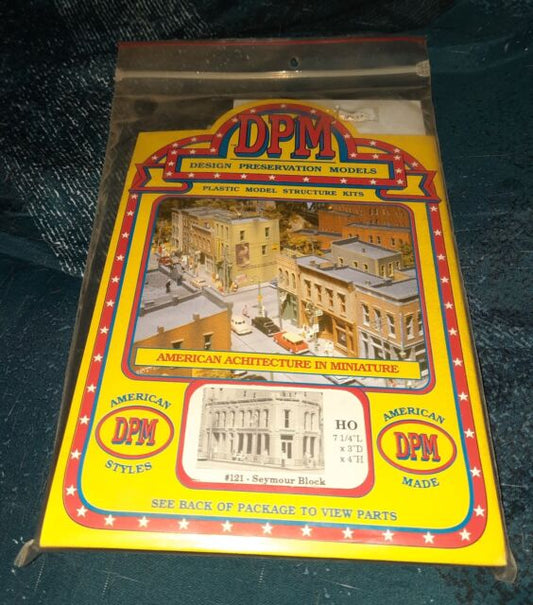 DPM
DESIGN PRESERVATION MODELS
PLASTIC MODEL STRUCTURE KITS
AMERICAN ACHITECTURE IN MINIATURE
AMERICAN
DPM
STYLES
HO
7 1/4"L
x 3"D
x 4"H
#121 - Seymour Block
AMERICAN
DPM
MADE
SEE BACK OF PACKAGE TO VIEW PARTS